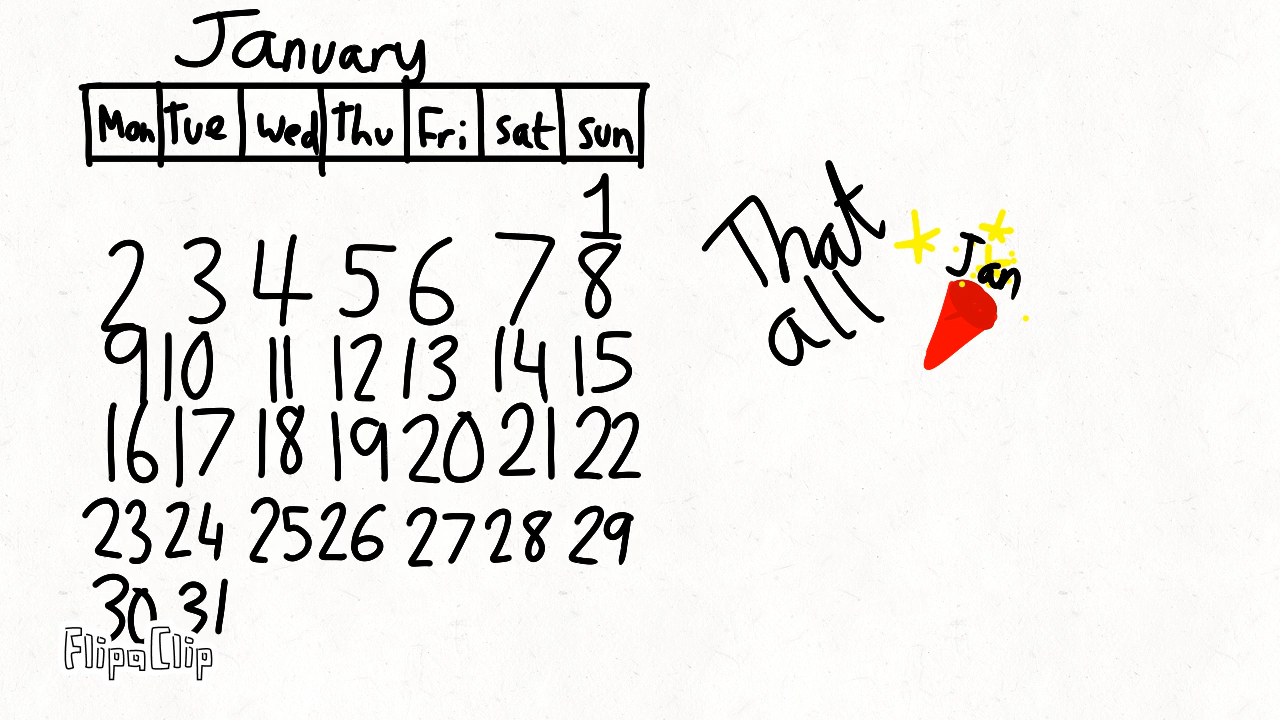 January
Mon Tue Wed Thu Fri Sat Sun
1
2 3 4 5 6 7 8
9 10 11 12 13 14 15
16 17 18 19 20 21 22
23 24 25 26 27 28 29
30 31
That
all
Jan
FlipaClip